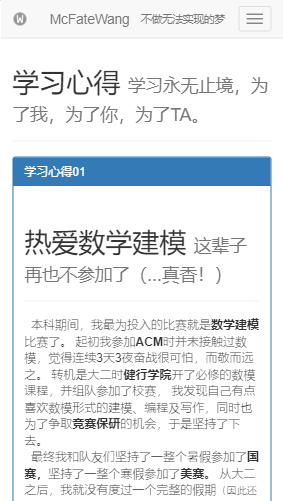 W McFateWang 不做无法实现的梦
学习心得 学习永无止境，为
了我，为了你，为了TA。
学习心得01
热爱数学建模 这辈子
再也不参加了（...真香！）
本科期间，我最为投入的比赛就是数学建模
比赛了。 起初我参加ACM时并未接触过数
模，觉得连续3天3夜奋战很可怕，而敬而远
之。 转机是大二时健行学院开了必修的数模
课程，并组队参加了校赛， 我发现自己有点
喜欢数模形式的建模、编程及写作，同时也
为了争取竞赛保研的机会，于是坚持了下
去。
最终我和队友们坚持了一整个暑假参加了国
赛，坚持了一整个寒假参加了美赛。 从大二
之后，我就没有度过一个完整的假期（因此还